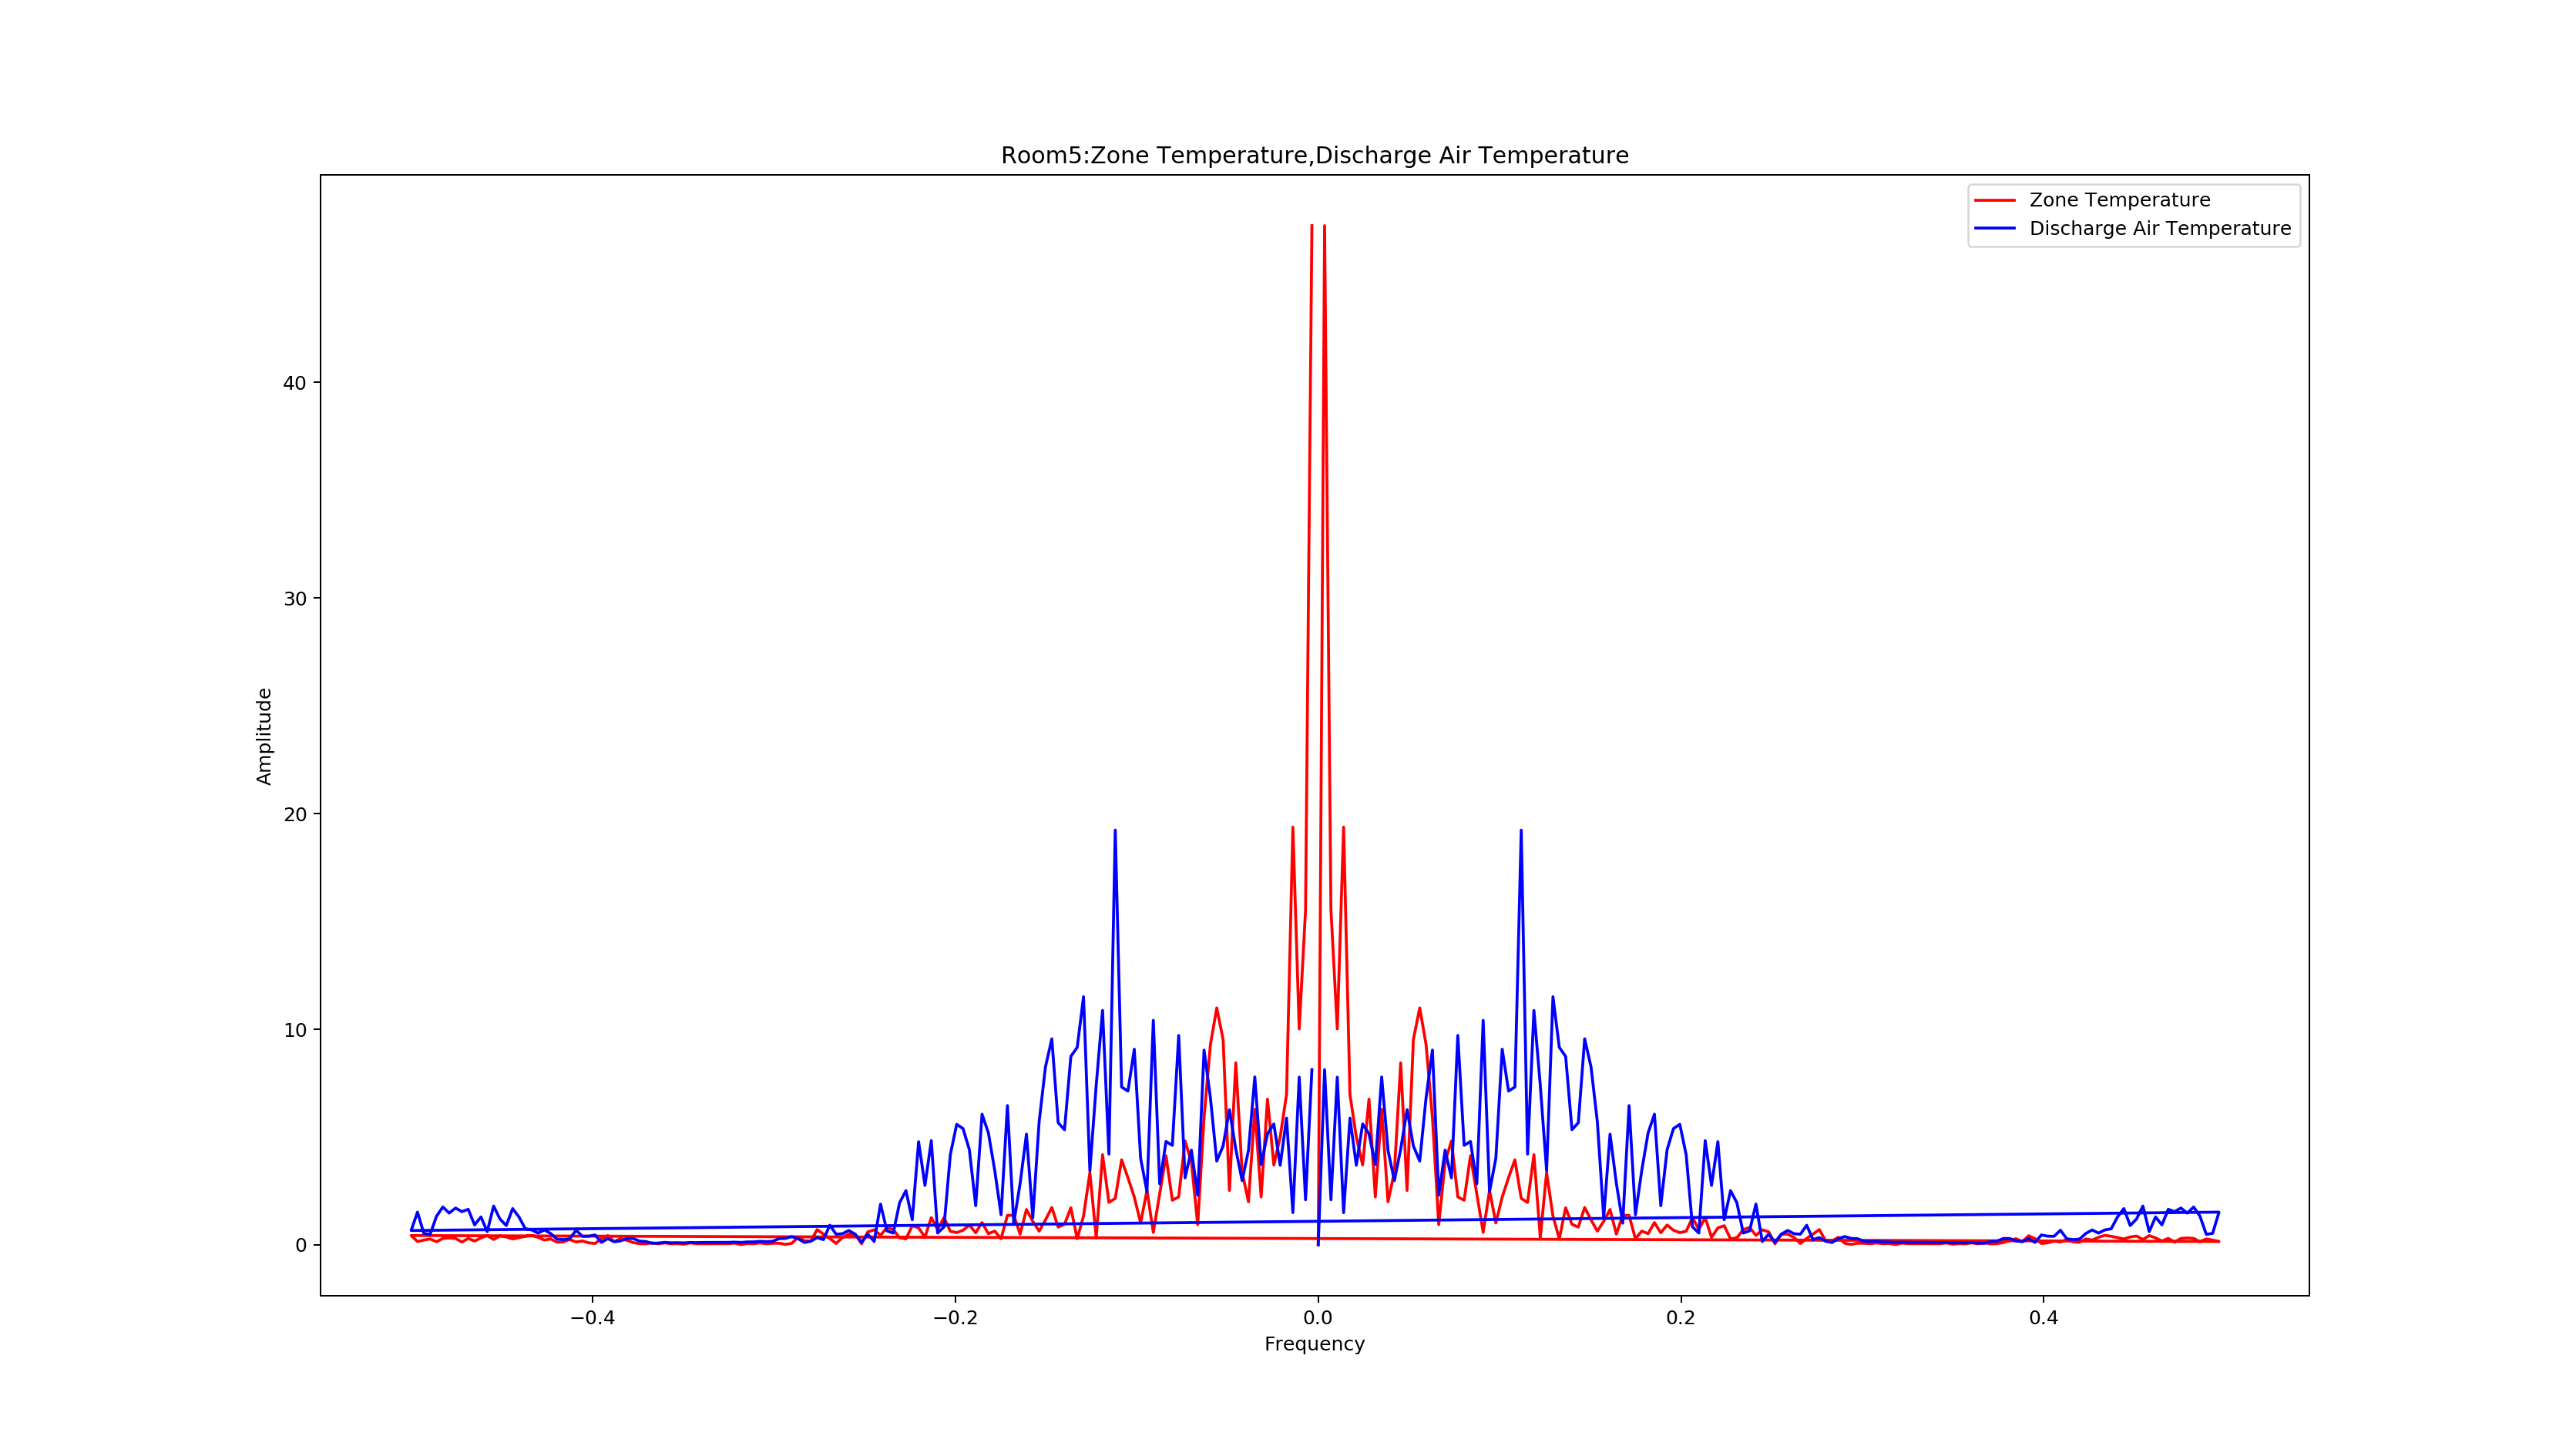 Room5:Zone Temperature,Discharge Air Temperature
Zone Temperature
Discharge Air Temperature
40
30
20
10
0
Amplitude
−0.4
−0.2
0.0
0.2
0.4
Frequency